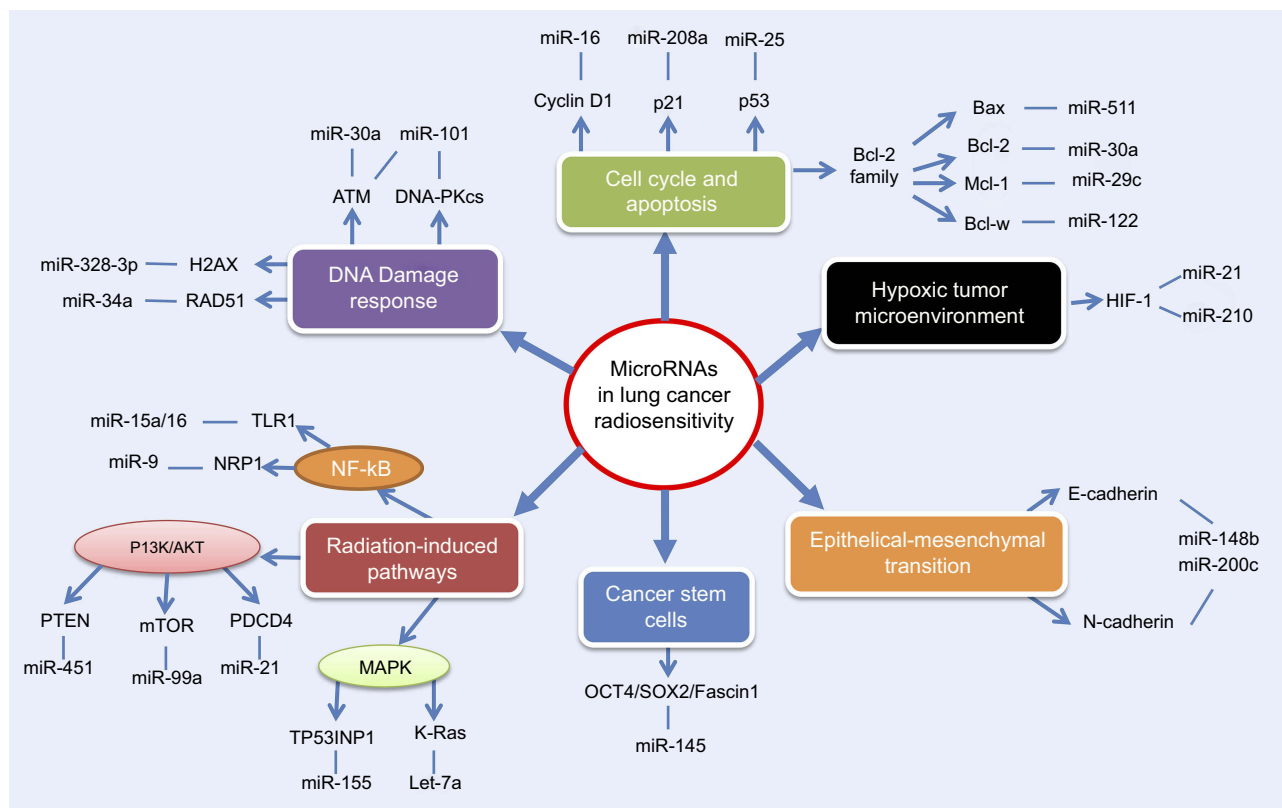 miR-16
miR-208a
miR-25
Cyclin D1
p21
p53
Cell cycle and
apoptosis
Bcl-2
family
Bax
miR-511
Bcl-2
miR-30a
Mcl-1
miR-29c
Bcl-w
miR-122
miR-30a
miR-101
ATM
DNA-PKcs
miR-328-3p
H2AX
miR-34a
RAD51
DNA Damage
response
Hypoxic tumor
microenvironment
HIF-1
miR-21
miR-210
MicroRNAs
in lung cancer
radiosensitivity
miR-15a/16
TLR1
miR-9
NRP1
NF-kB
P13K/AKT
Radiation-induced
pathways
PTEN
mTOR
PDCD4
miR-451
miR-99a
miR-21
MAPK
TP53INP1
K-Ras
miR-155
Let-7a
Cancer stem
cells
OCT4/SOX2/Fascin1
miR-145
Epithelical-mesenchymal
transition
E-cadherin
miR-148b
miR-200c
N-cadherin